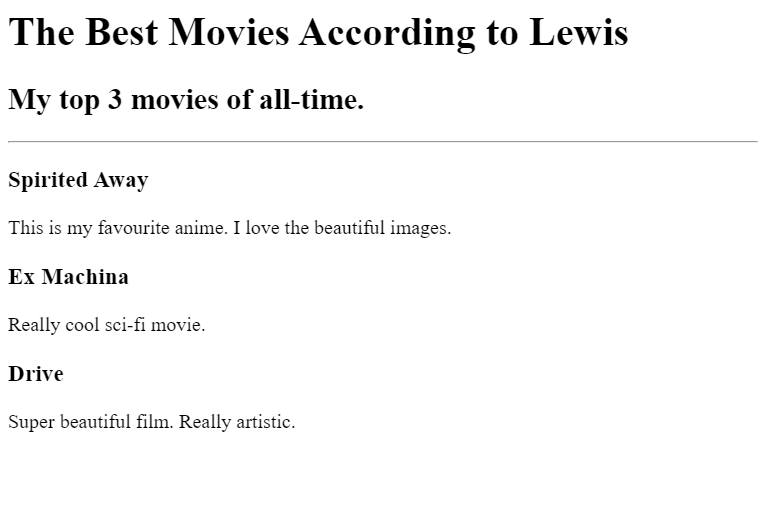 The Best Movies According to Lewis
My top 3 movies of all-time.
Spirited Away
This is my favourite anime. I love the beautiful images.
Ex Machina
Really cool sci-fi movie.
Drive
Super beautiful film. Really artistic.